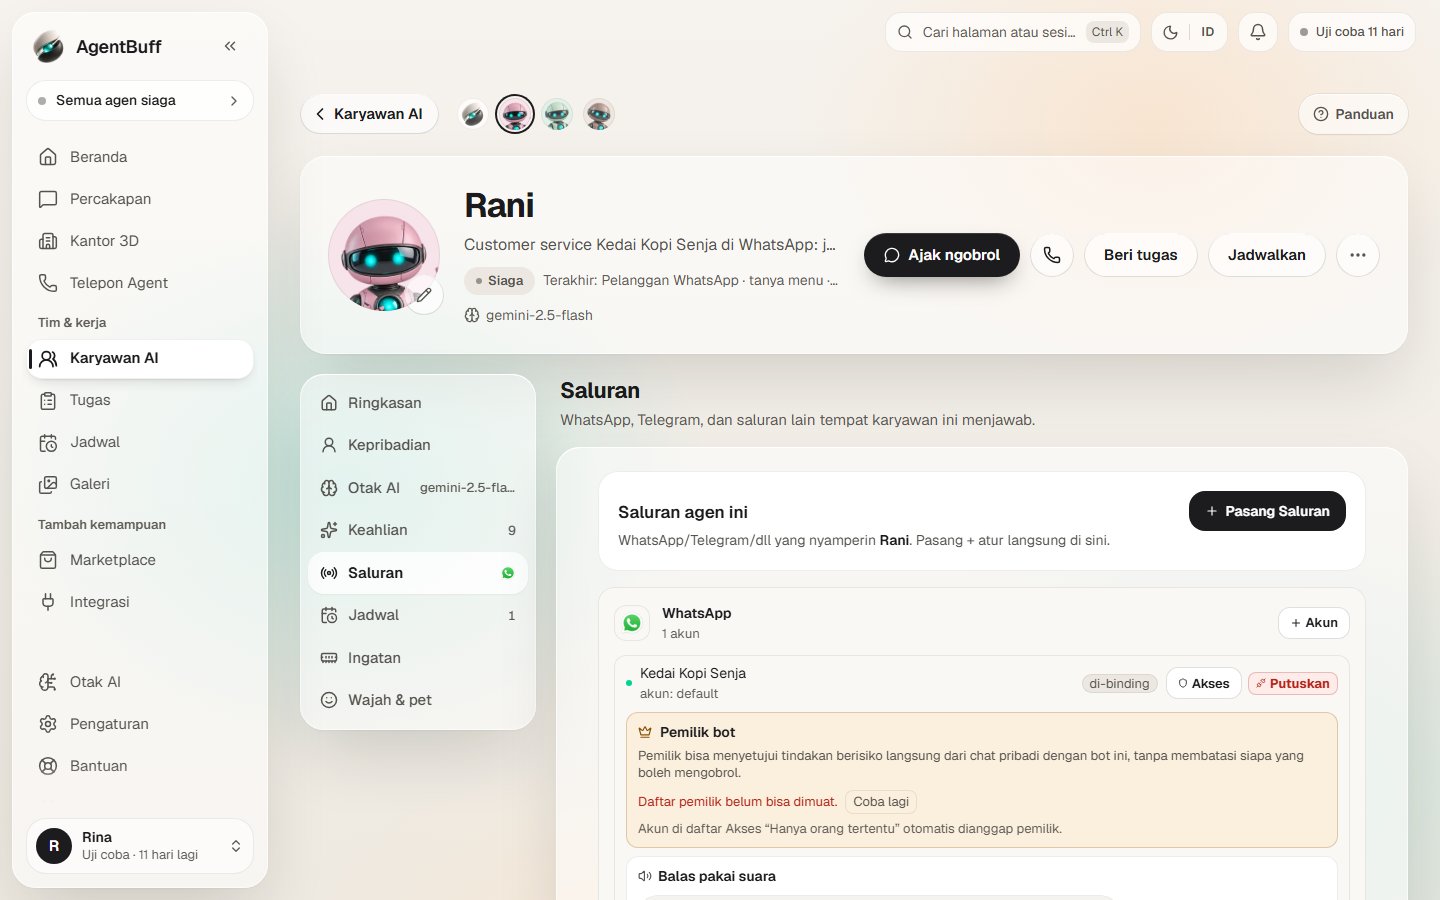 AgentBuff
Cari halaman atau sesi...
Ctrl K
ID
Uji coba 11 hari
Semua agen siaga
Beranda
Percakapan
Kantor 3D
Telepon Agent
Tim & kerja
Karyawan AI
Tugas
Jadwal
Galeri
Tambah kemampuan
Marketplace
Integrasi
Otak AI
Pengaturan
Bantuan
R
Rina
Uji coba · 11 hari lagi
Karyawan AI
Panduan
Rani
Customer service Kedai Kopi Senja di WhatsApp: j...
Siaga
Terakhir: Pelanggan WhatsApp · tanya menu ·...
gemini-2.5-flash
Ajak ngobrol
Beri tugas
Jadwalkan
Ringkasan
Kepribadian
Otak AI gemini-2.5-fla...
Keahlian 9
Saluran
Jadwal 1
Ingatan
Wajah & pet
Saluran
WhatsApp, Telegram, dan saluran lain tempat karyawan ini menjawab.
Saluran agen ini
WhatsApp/Telegram/dll yang nyamperin Rani. Pasang + atur langsung di sini.
+ Pasang Saluran
WhatsApp
1 akun
+ Akun
Kedai Kopi Senja
akun: default
di-binding
Akses
Putuskan
Pemilik bot
Pemilik bisa menyetujui tindakan berisiko langsung dari chat pribadi dengan bot ini, tanpa membatasi siapa yang
boleh mengobrol.
Daftar pemilik belum bisa dimuat. Coba lagi
Akun di daftar Akses “Hanya orang tertentu” otomatis dianggap pemilik.
Balas pakai suara